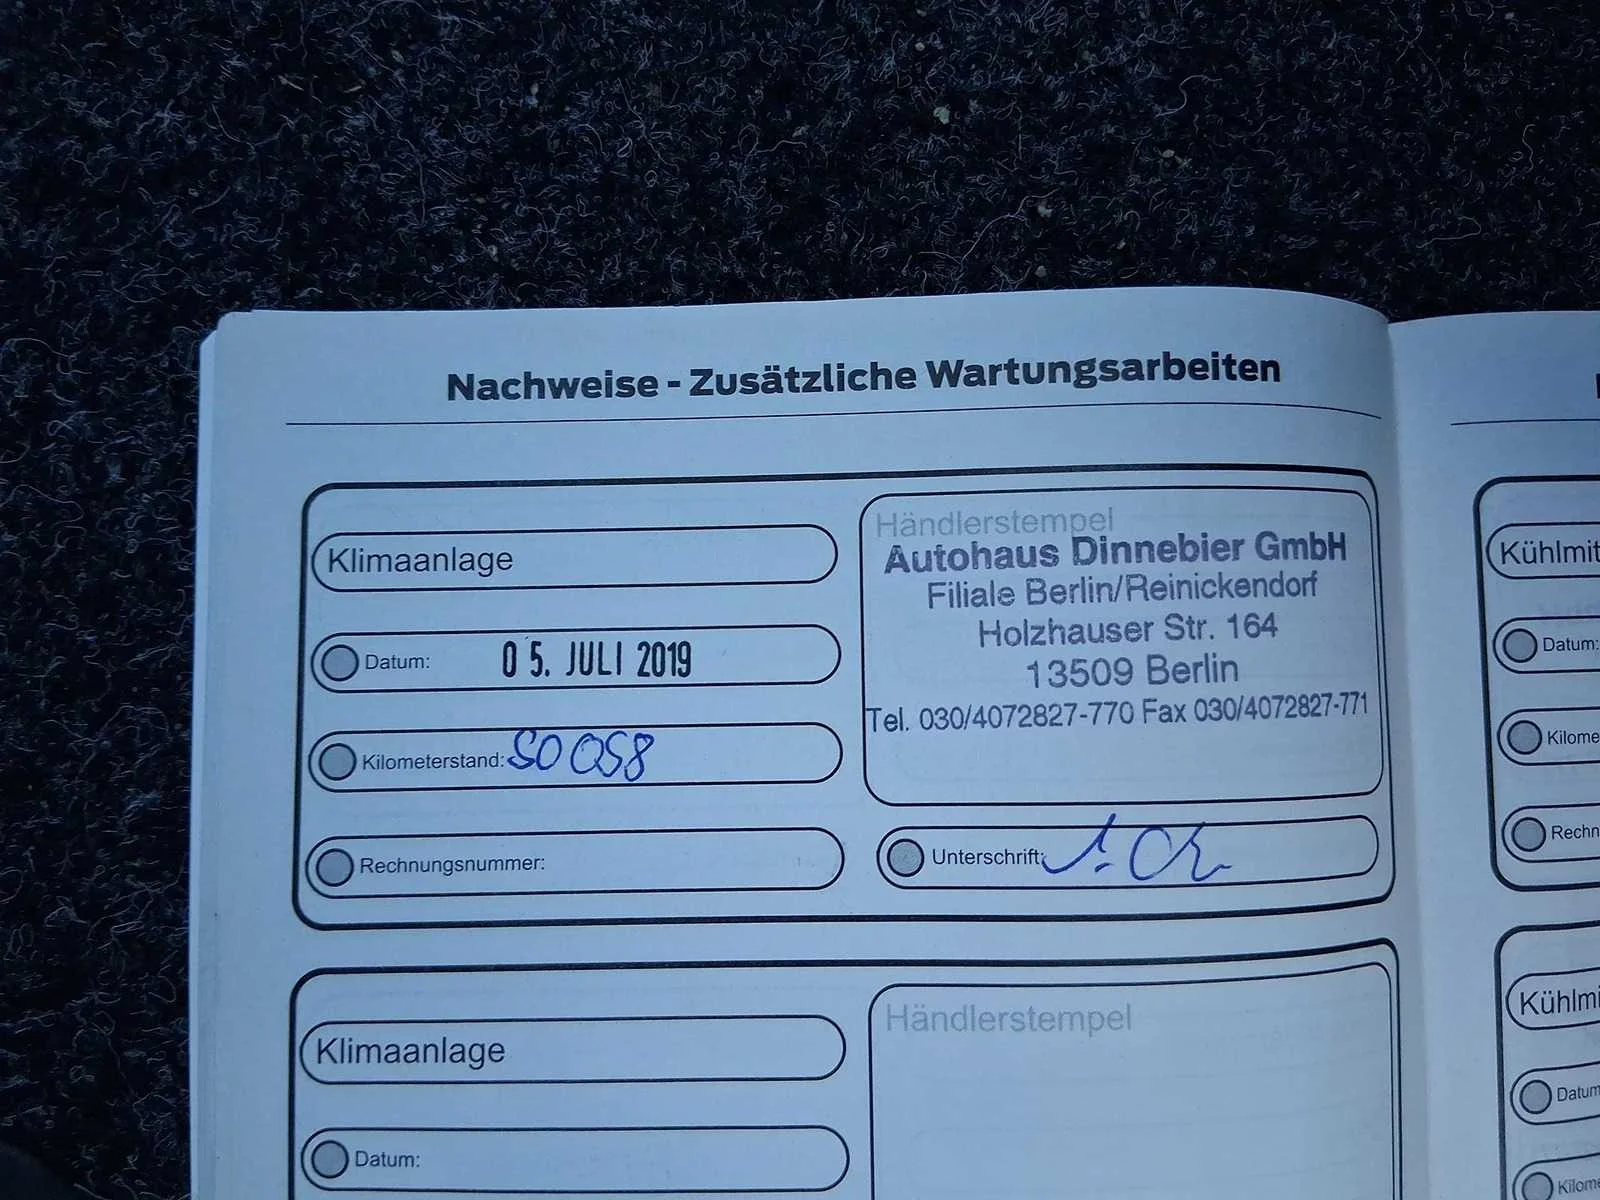 Nachweise - Zusätzliche Wartungsarbeiten
Klimaanlage
Datum: 05. JULI 2019
Kilometerstand: 50058
Rechnungsnummer:
Händlerstempel
Autohaus Dinnebier GmbH
Filiale Berlin/Reinickendorf
Holzhauser Str. 164
13509 Berlin
Tel. 030/4072827-770 Fax 030/4072827-771
Unterschrift:
Klimaanlage
Datum:
Händlerstempel
Kühlmit
Datum:
Kilome
Rechn
Kühlmi
Datum
Kilome